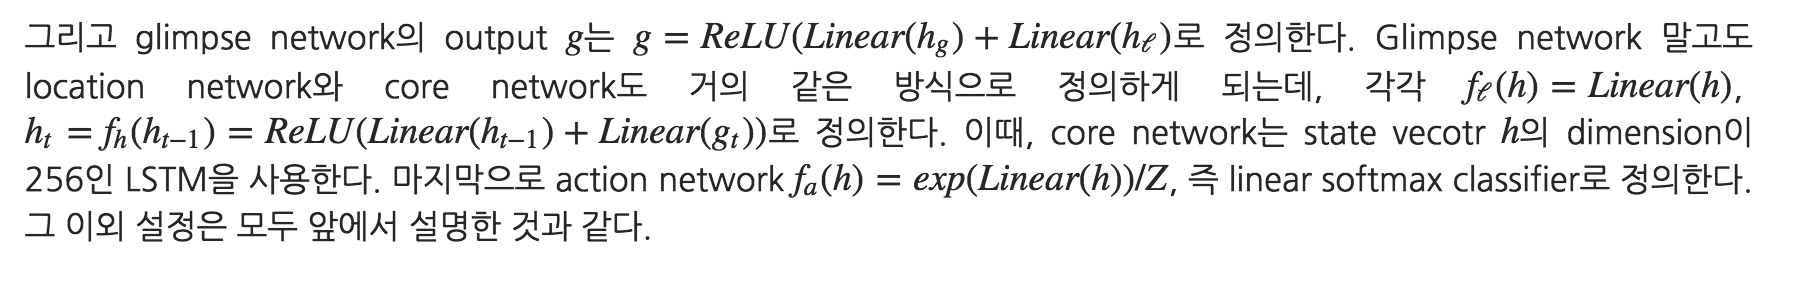 그리고 glimpse network의 output g는 g = ReLU(Linear(h_g) + Linear(h_ℓ)로 정의한다. Glimpse network 말고도
location network와 core network도 거의 같은 방식으로 정의하게 되는데, 각각 f_ℓ(h) = Linear(h),
h_t = f_h(h_{t−1}) = ReLU(Linear(h_{t−1}) + Linear(g_t))로 정의한다. 이때, core network는 state vecotr h의 dimension이
256인 LSTM을 사용한다. 마지막으로 action network f_a(h) = exp(Linear(h))/Z, 즉 linear softmax classifier로 정의한다.
그 이외 설정은 모두 앞에서 설명한 것과 같다.